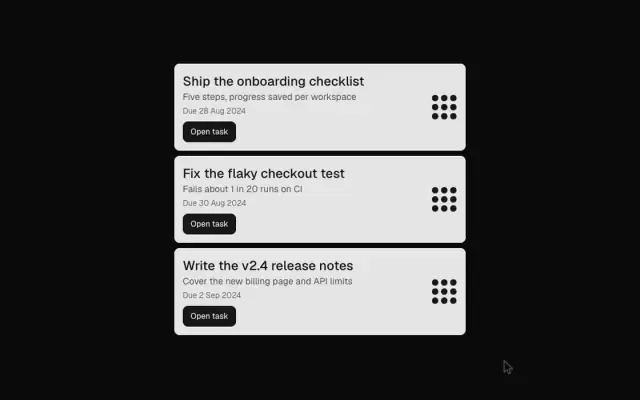 Ship the onboarding checklist
Five steps, progress saved per workspace
Due 28 Aug 2024
Open task
Fix the flaky checkout test
Fails about 1 in 20 runs on CI
Due 30 Aug 2024
Open task
Write the v2.4 release notes
Cover the new billing page and API limits
Due 2 Sep 2024
Open task